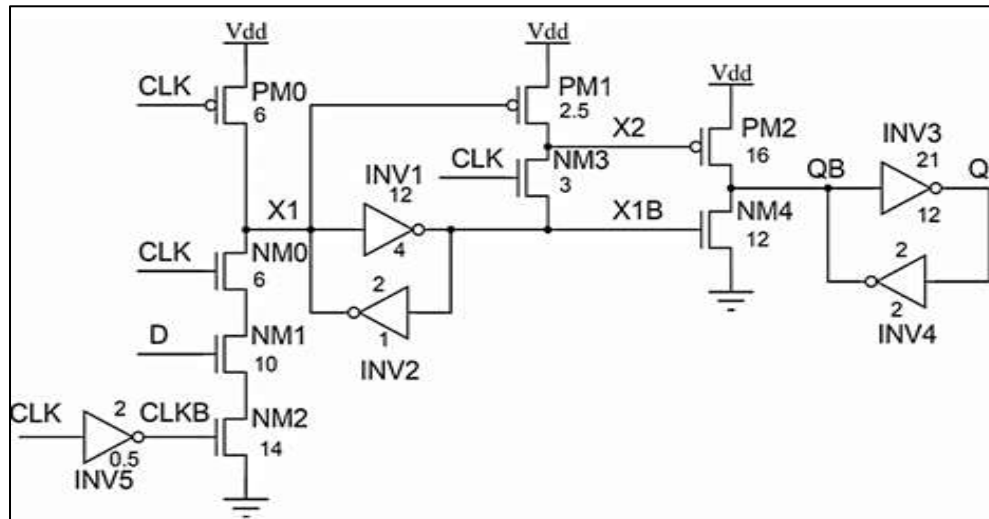 Vdd
CLK
PM0
6
Vdd
PM1
2.5
Vdd
X2
PM2
16
CLK
NM3
3
INV1
12
4
X1
X1B
INV3
21
12
QB
Q
NM4
12
CLK
NM0
6
2
1
INV2
2
2
INV4
D
NM1
10
CLK
2
0.5
INV5
CLKB
NM2
14